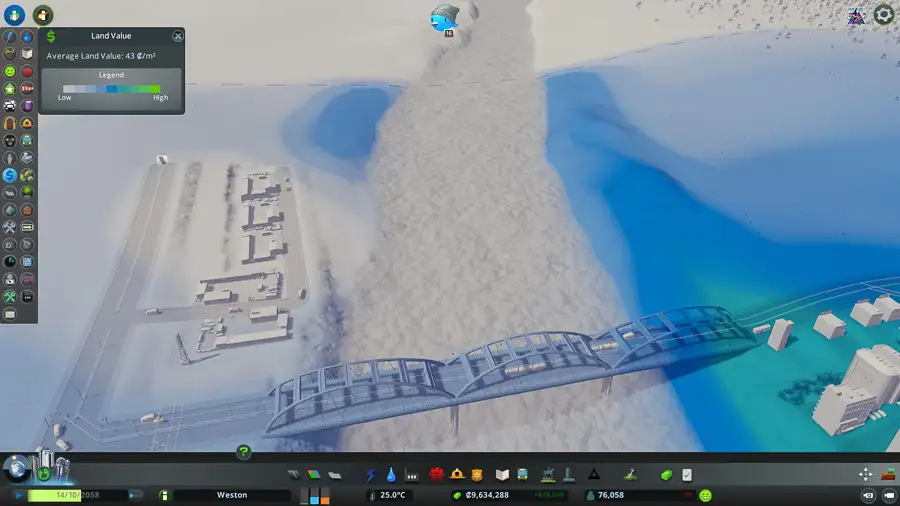 16
Land Value
Average Land Value: 43 ₡/m²
Legend
Low High
14/10/2058
Weston
25.0°C
₡9,634,288
76,058